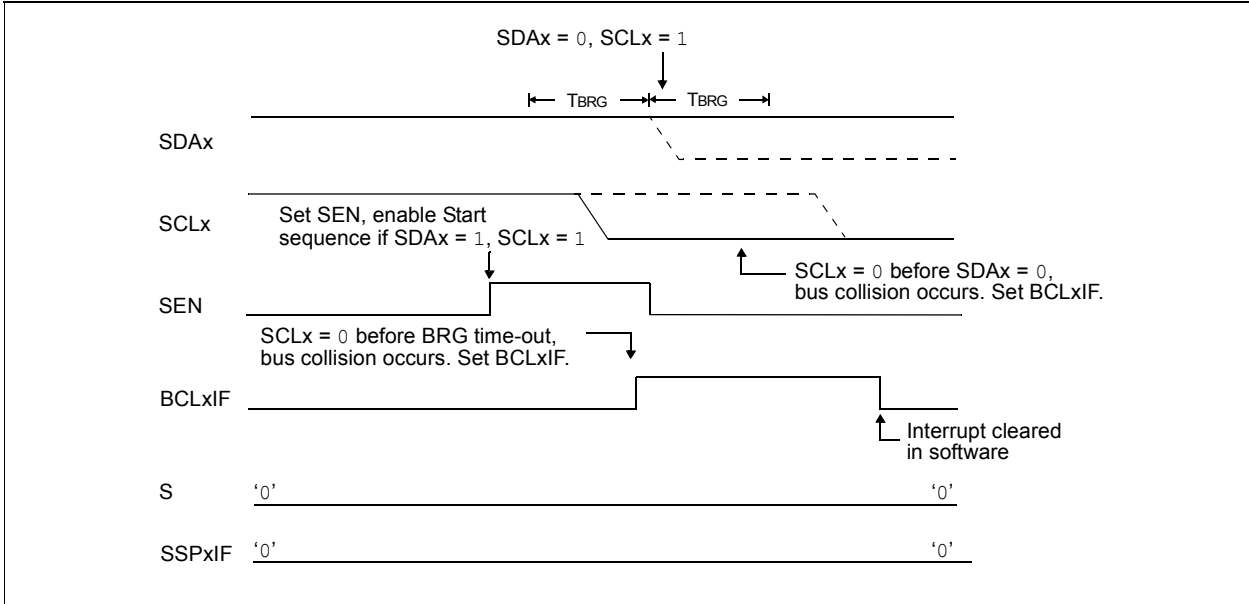 SDAx = 0, SCLx = 1
TBRG TBRG
SDAx
SCLx
Set SEN, enable Start
sequence if SDAx = 1, SCLx = 1
SCLx = 0 before SDAx = 0,
bus collision occurs. Set BCLxIF.
SEN
SCLx = 0 before BRG time-out,
bus collision occurs. Set BCLxIF.
BCLxIF
Interrupt cleared
in software
S ‘0’ ‘0’
SSPxIF ‘0’ ‘0’